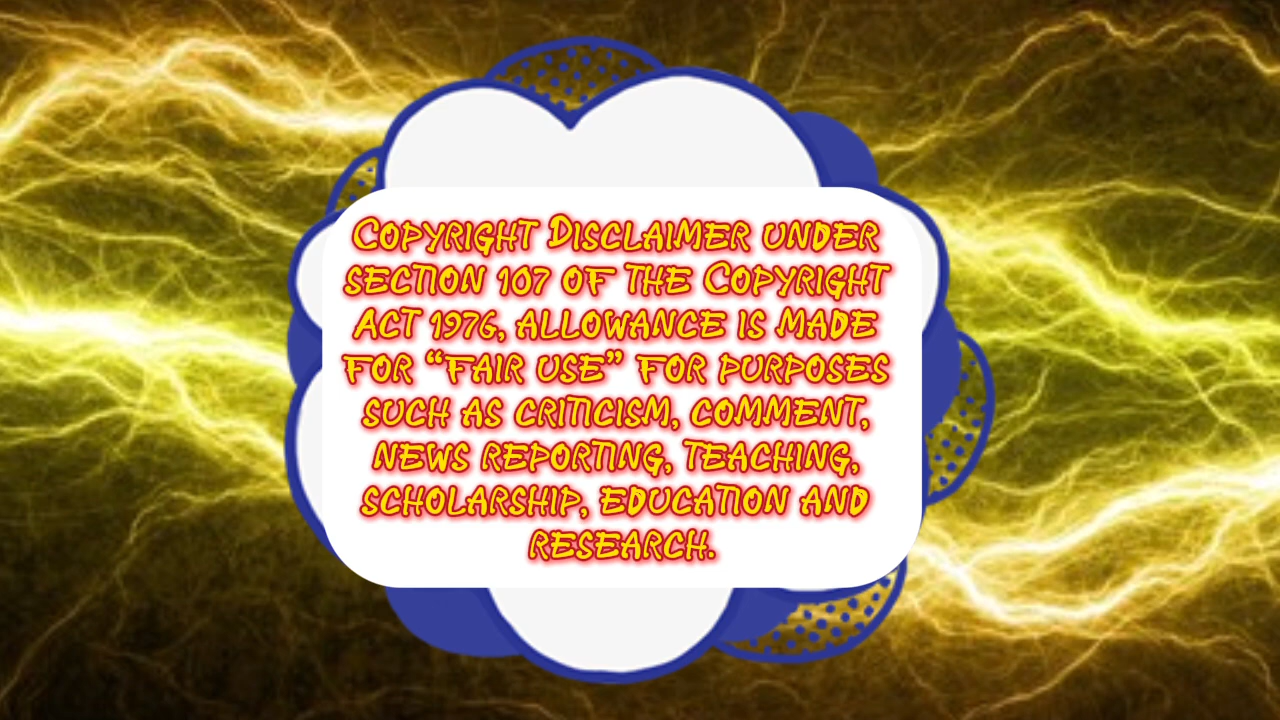 Copyright Disclaimer under
section 107 of the Copyright
Act 1976, allowance is made
for “fair use” for purposes
such as criticism, comment,
news reporting, teaching,
scholarship, education and
research.